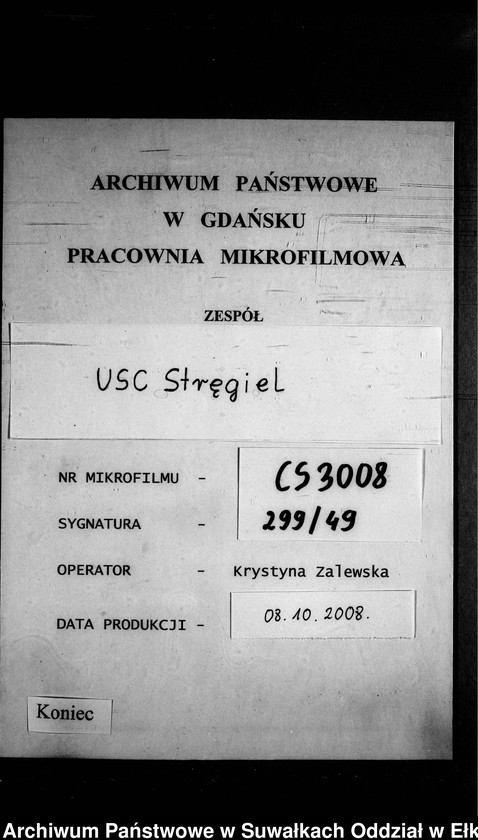 ARCHIWUM PAŃSTWOWE
W GDAŃSKU
PRACOWNIA MIKROFILMOWA
ZESPÓŁ
USC Stręgiel
NR MIKROFILMU - CS3008
SYGNATURA - 299/49
OPERATOR - Krystyna Zalewska
DATA PRODUKCJI - 08.10.2008.
Koniec
Archiwum Państwowe w Suwałkach Oddział w Ełk